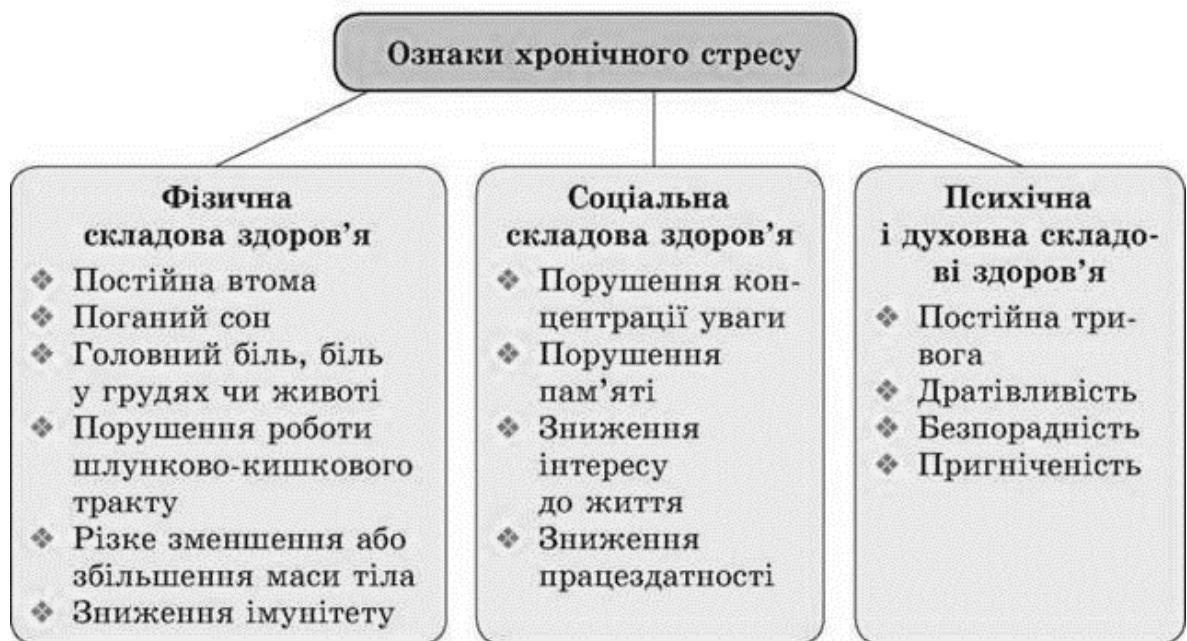 Ознаки хронічного стресу
Фізична
складова здоров’я
❖ Постійна втома
❖ Поганий сон
❖ Головний біль, біль
у грудях чи животі
❖ Порушення роботи
шлунково-кишкового
тракту
❖ Різке зменшення або
збільшення маси тіла
❖ Зниження імунітету
Соціальна
складова здоров’я
❖ Порушення кон-
центрації уваги
❖ Порушення
пам’яті
❖ Зниження
інтересу
до життя
❖ Зниження
працездатності
Психічна
і духовна складо-
ві здоров’я
❖ Постійна три-
вога
❖ Дратівливість
❖ Безпорадність
❖ Пригніченість